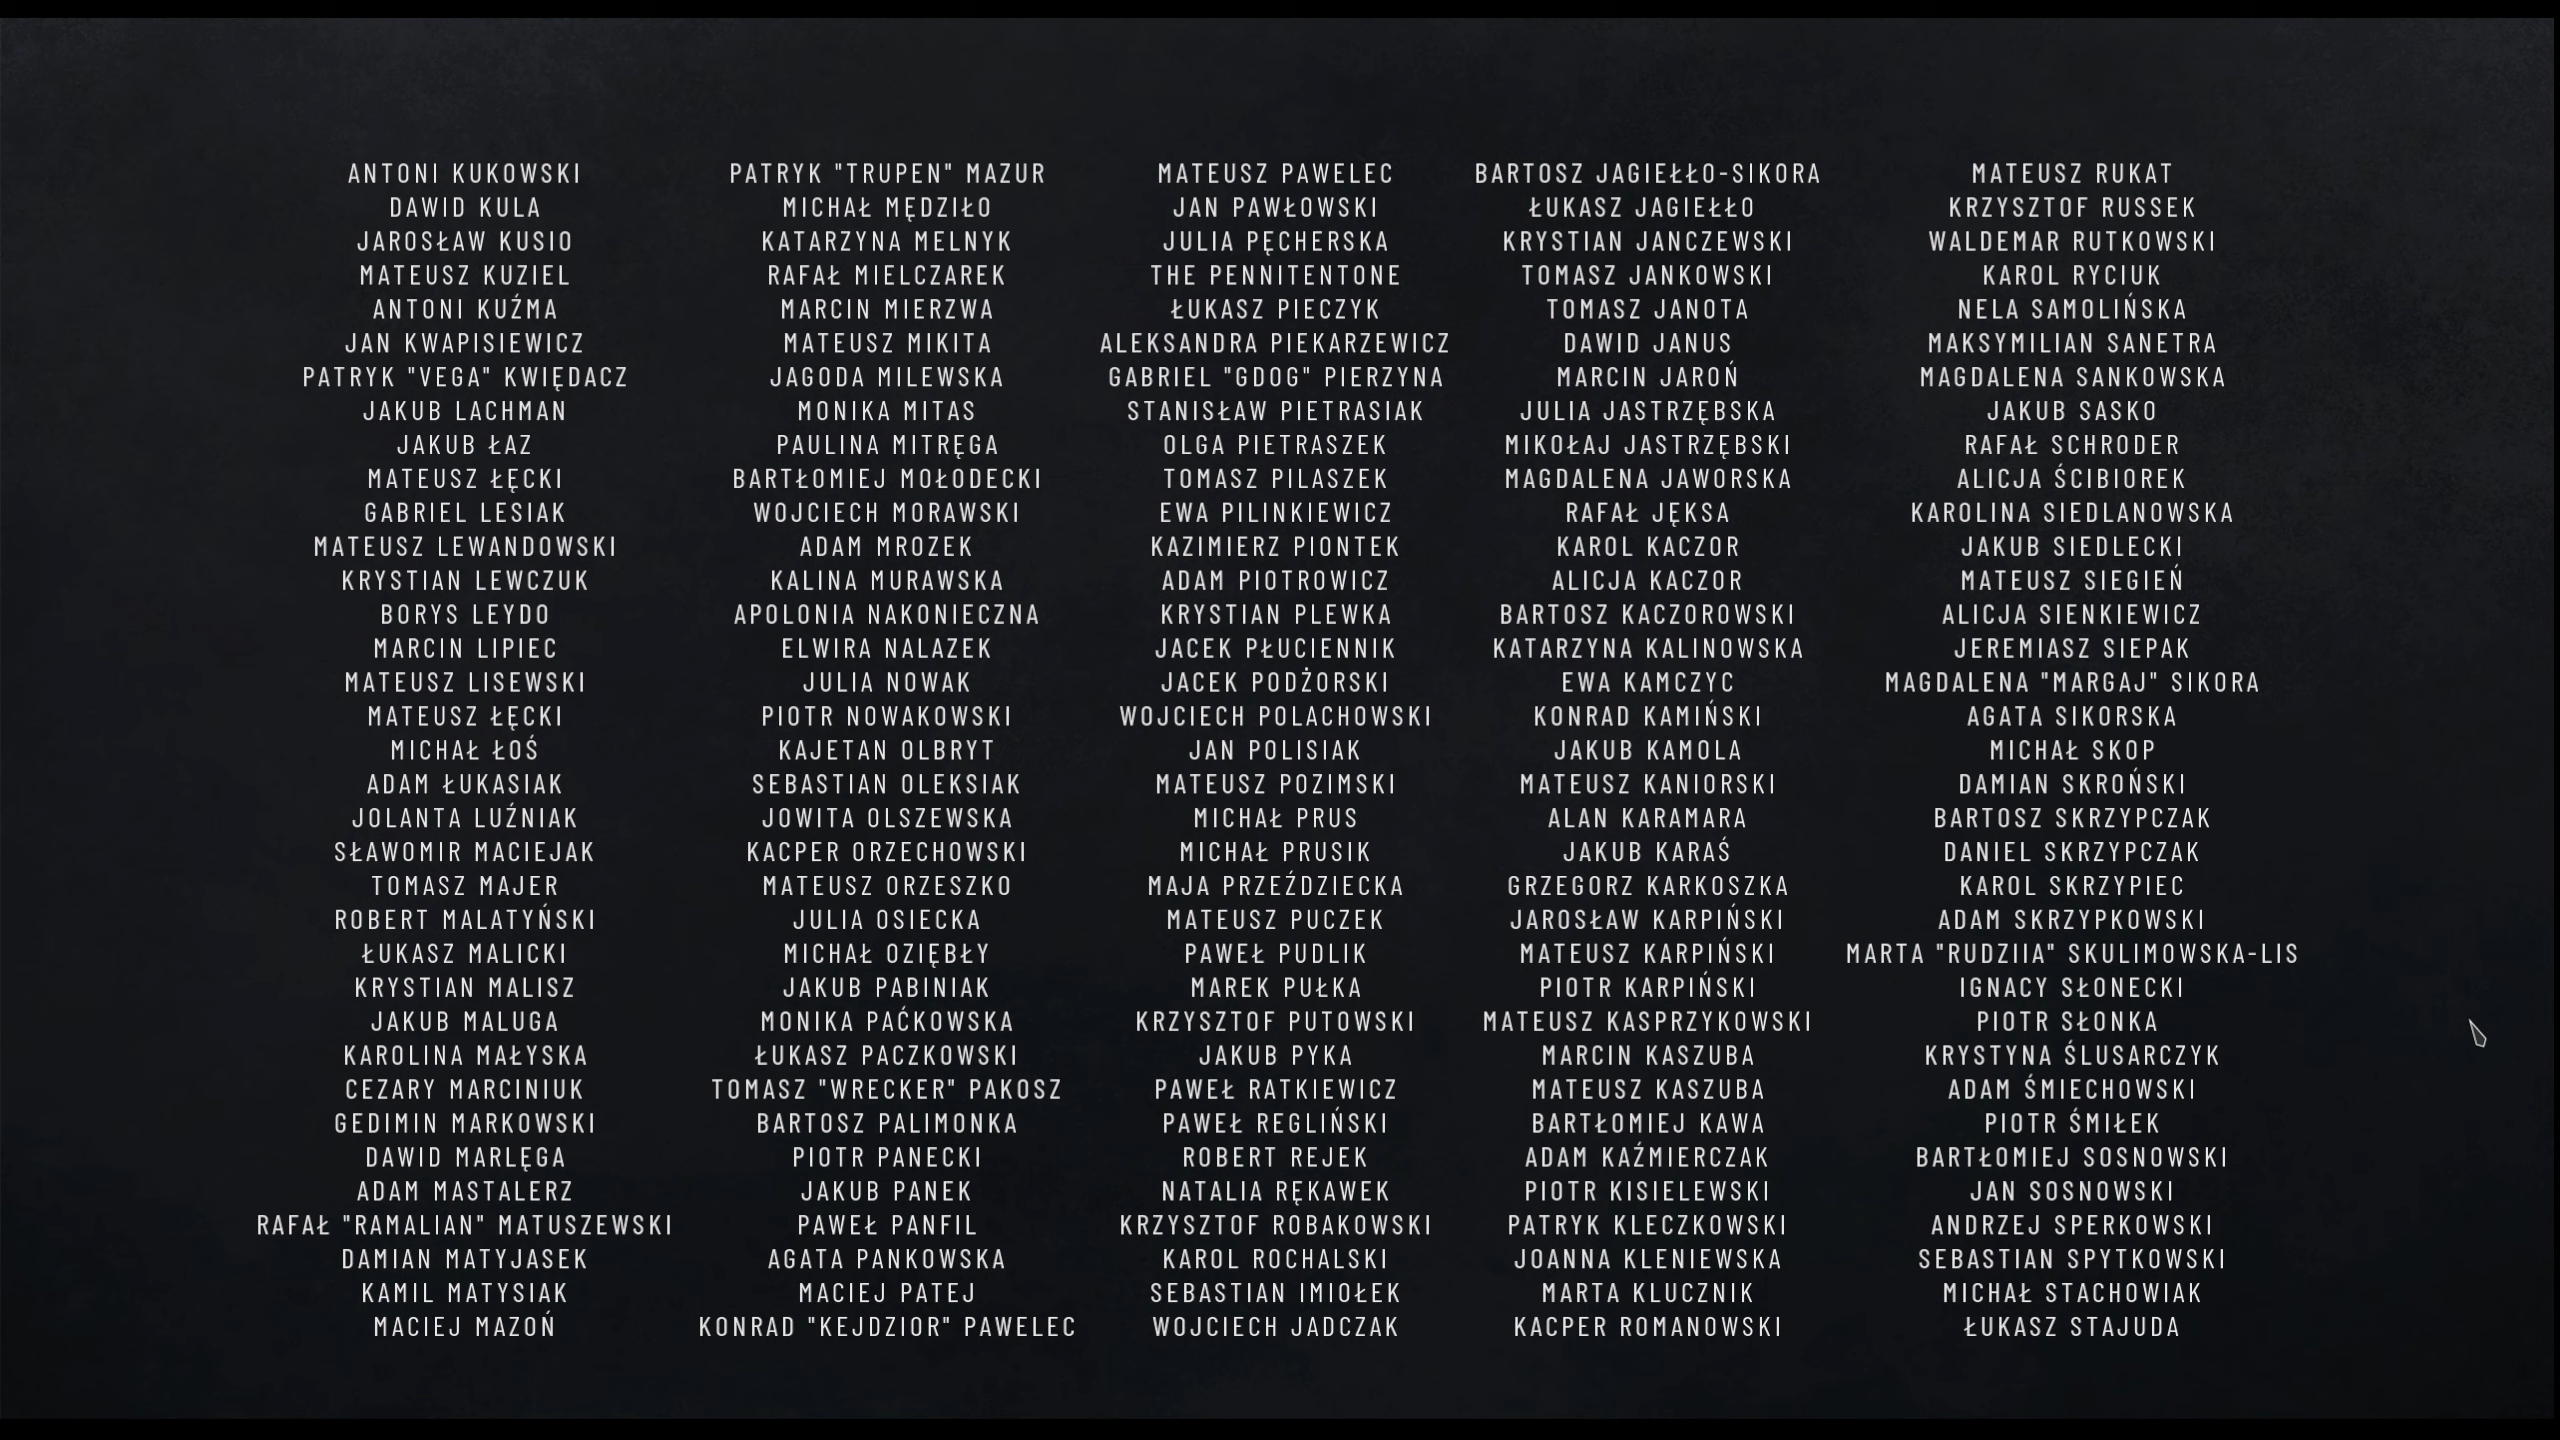 ANTONI KUKOWSKI
DAWID KULA
JAROSŁAW KUSIO
MATEUSZ KUZIEL
ANTONI KUŹMA
JAN KWAPISIEWICZ
PATRYK "VEGA" KWIĘDACZ
JAKUB LACHMAN
JAKUB ŁAZ
MATEUSZ ŁĘCKI
GABRIEL LESIAK
MATEUSZ LEWANDOWSKI
KRYSTIAN LEWCZUK
BORYS LEYDO
MARCIN LIPIEC
MATEUSZ LISEWSKI
MATEUSZ ŁĘCKI
MICHAŁ ŁOŚ
ADAM ŁUKASIAK
JOLANTA LUŹNIAK
SŁAWOMIR MACIEJAK
TOMASZ MAJER
ROBERT MALATYŃSKI
ŁUKASZ MALICKI
KRYSTIAN MALISZ
JAKUB MALUGA
KAROLINA MAŁYSKA
CEZARY MARCINIUK
GEDIMIN MARKOWSKI
DAWID MARLĘGA
ADAM MASTALERZ
RAFAŁ "RAMALIAN" MATUSZEWSKI
DAMIAN MATYJASEK
KAMIL MATYSIAK
MACIEJ MAZOŃ
PATRYK "TRUPEN" MAZUR
MICHAŁ MĘDZIŁO
KATARZYNA MELNYK
RAFAŁ MIELCZAREK
MARCIN MIERZWA
MATEUSZ MIKITA
JAGODA MILEWSKA
MONIKA MITAS
PAULINA MITRĘGA
BARTŁOMIEJ MOŁODECKI
WOJCIECH MORAWSKI
ADAM MROZEK
KALINA MURAWSKA
APOLONIA NAKONIECZNA
ELWIRA NALAZEK
JULIA NOWAK
PIOTR NOWAKOWSKI
KAJETAN OLBRYT
SEBASTIAN OLEKSIAK
JOWITA OLSZEWSKA
KACPER ORZECHOWSKI
MATEUSZ ORZESZKO
JULIA OSIECKA
MICHAŁ OZIĘBŁY
JAKUB PABINIAK
MONIKA PAĆKOWSKA
ŁUKASZ PACZKOWSKI
TOMASZ "WRECKER" PAKOSZ
BARTOSZ PALIMONKA
PIOTR PANECKI
JAKUB PANEK
PAWEŁ PANFIL
AGATA PANKOWSKA
MACIEJ PATEJ
KONRAD "KEJDZIOR" PAWELEC
MATEUSZ PAWELEC
JAN PAWŁOWSKI
JULIA PĘCHERSKA
THE PENNITENTONE
ŁUKASZ PIECZYK
ALEKSANDRA PIEKARZEWICZ
GABRIEL "GDOG" PIERZYNA
STANISŁAW PIETRASIAK
OLGA PIETRASZEK
TOMASZ PILASZEK
EWA PILINKIEWICZ
KAZIMIERZ PIONTEK
ADAM PIOTROWICZ
KRYSTIAN PLEWKA
JACEK PŁUCIENNIK
JACEK PODŻORSKI
WOJCIECH POLACHOWSKI
JAN POLISIAK
MATEUSZ POZIMSKI
MICHAŁ PRUS
MICHAŁ PRUSIK
MAJA PRZEŹDZIECKA
MATEUSZ PUCZEK
PAWEŁ PUDLIK
MAREK PUŁKA
KRZYSZTOF PUTOWSKI
JAKUB PYKA
PAWEŁ RATKIEWICZ
PAWEŁ REGLIŃSKI
ROBERT REJEK
NATALIA RĘKAWEK
KRZYSZTOF ROBAKOWSKI
KAROL ROCHALSKI
SEBASTIAN IMIOŁEK
WOJCIECH JADCZAK
BARTOSZ JAGIEŁŁO-SIKORA
ŁUKASZ JAGIEŁŁO
KRYSTIAN JANCZEWSKI
TOMASZ JANKOWSKI
TOMASZ JANOTA
DAWID JANUS
MARCIN JAROŃ
JULIA JASTRZĘBSKA
MIKOŁAJ JASTRZĘBSKI
MAGDALENA JAWORSKA
RAFAŁ JĘKSA
KAROL KACZOR
ALICJA KACZOR
BARTOSZ KACZOROWSKI
KATARZYNA KALINOWSKA
EWA KAMCZYC
KONRAD KAMIŃSKI
JAKUB KAMOLA
MATEUSZ KANIORSKI
ALAN KARAMARA
JAKUB KARAŚ
GRZEGORZ KARKOSZKA
JAROSŁAW KARPIŃSKI
MATEUSZ KARPIŃSKI
PIOTR KARPIŃSKI
MATEUSZ KASPRZYKOWSKI
MARCIN KASZUBA
MATEUSZ KASZUBA
BARTŁOMIEJ KAWA
ADAM KAŹMIERCZAK
PIOTR KISIELEWSKI
PATRYK KLECZKOWSKI
JOANNA KLENIEWSKA
MARTA KLUCZNIK
KACPER ROMANOWSKI
MATEUSZ RUKAT
KRZYSZTOF RUSSEK
WALDEMAR RUTKOWSKI
KAROL RYCIUK
NELA SAMOLIŃSKA
MAKSYMILIAN SANETRA
MAGDALENA SANKOWSKA
JAKUB SASKO
RAFAŁ SCHRODER
ALICJA ŚCIBIOREK
KAROLINA SIEDLANOWSKA
JAKUB SIEDLECKI
MATEUSZ SIEGIEŃ
ALICJA SIENKIEWICZ
JEREMIASZ SIEPAK
MAGDALENA "MARGAJ" SIKORA
AGATA SIKORSKA
MICHAŁ SKOP
DAMIAN SKROŃSKI
BARTOSZ SKRZYPCZAK
DANIEL SKRZYPCZAK
KAROL SKRZYPIEC
ADAM SKRZYPKOWSKI
MARTA "RUDZIIA" SKULIMOWSKA-LIS
IGNACY SŁONECKI
PIOTR SŁONKA
KRYSTYNA ŚLUSARCZYK
ADAM ŚMIECHOWSKI
PIOTR ŚMIŁEK
BARTŁOMIEJ SOSNOWSKI
JAN SOSNOWSKI
ANDRZEJ SPERKOWSKI
SEBASTIAN SPYTKOWSKI
MICHAŁ STACHOWIAK
ŁUKASZ STAJUDA